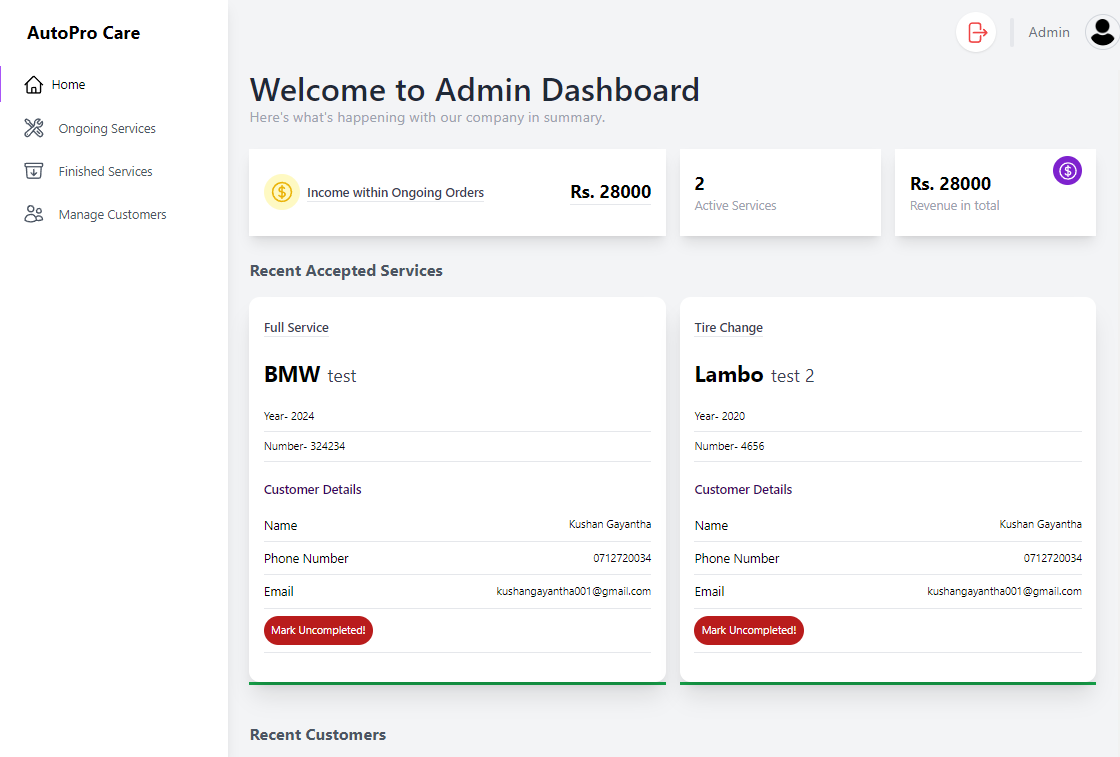 AutoPro Care
Admin
Home
Ongoing Services
Finished Services
Manage Customers
Welcome to Admin Dashboard
Here's what's happening with our company in summary.
Income within Ongoing Orders Rs. 28000
2
Active Services
Rs. 28000
Revenue in total
Recent Accepted Services
Full Service
BMW test
Year- 2024
Number- 324234
Customer Details
Name Kushan Gayantha
Phone Number 0712720034
Email kushangayantha001@gmail.com
Mark Uncompleted!
Tire Change
Lambo test 2
Year- 2020
Number- 4656
Customer Details
Name Kushan Gayantha
Phone Number 0712720034
Email kushangayantha001@gmail.com
Mark Uncompleted!
Recent Customers